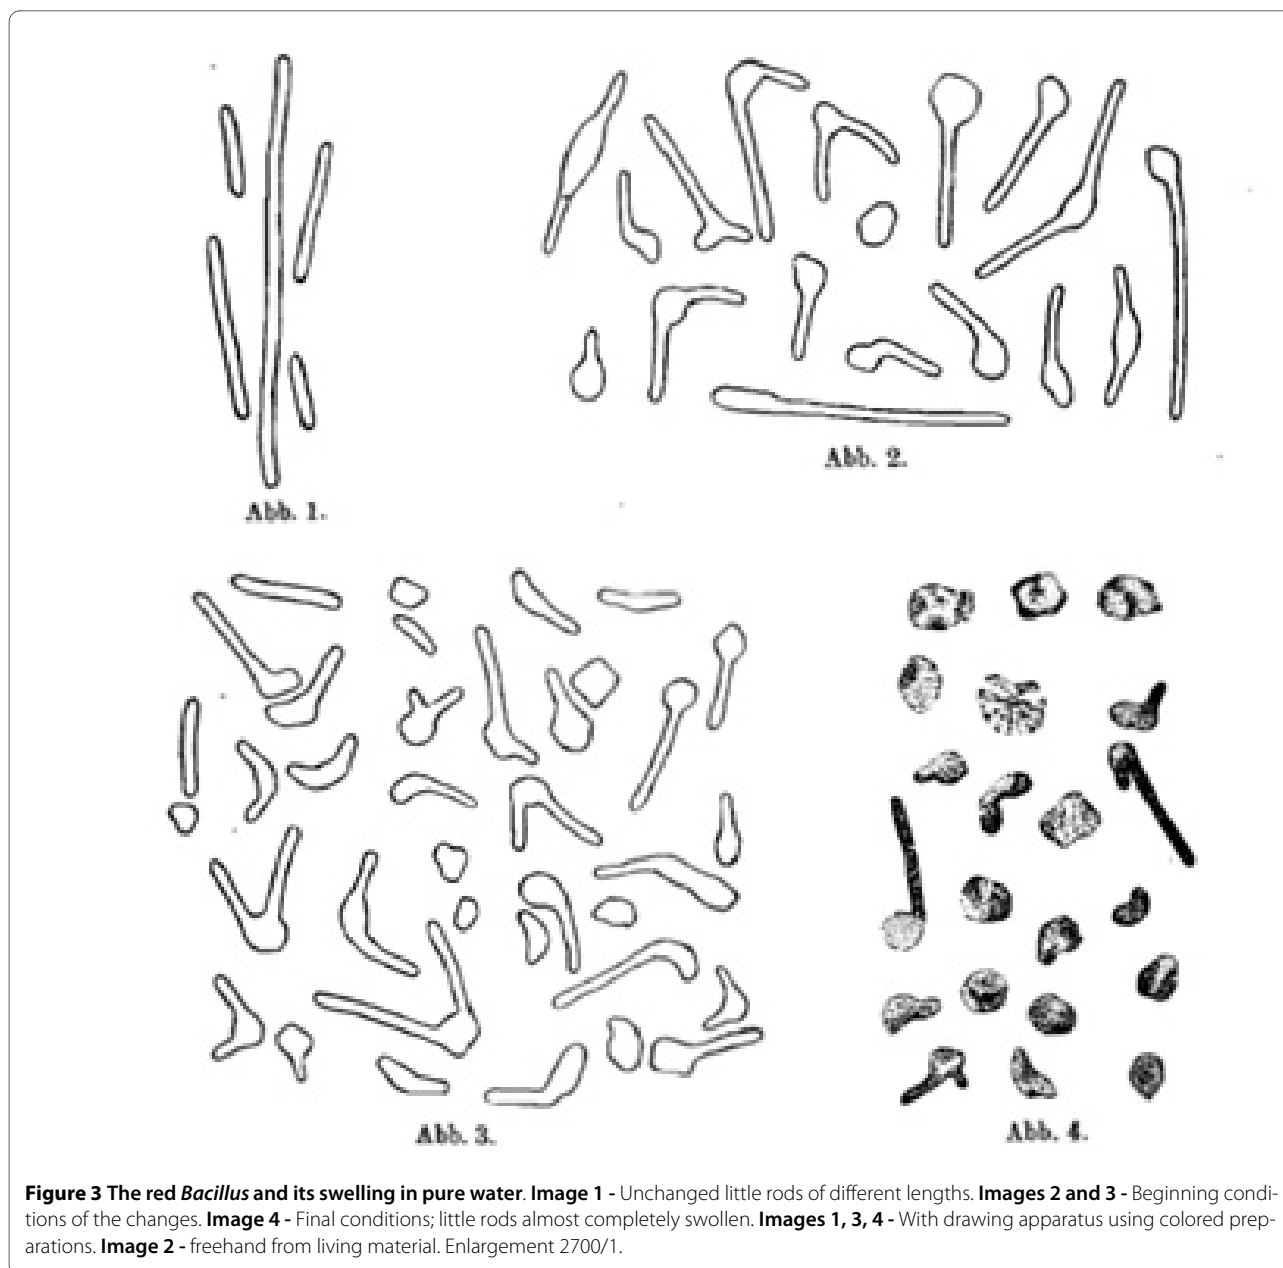 Abb. 1.
Abb. 2.
Abb. 3.
Abb. 4.
Figure 3 The red Bacillus and its swelling in pure water. Image 1 - Unchanged little rods of different lengths. Images 2 and 3 - Beginning condi-
tions of the changes. Image 4 - Final conditions; little rods almost completely swollen. Images 1, 3, 4 - With drawing apparatus using colored prep-
arations. Image 2 - freehand from living material. Enlargement 2700/1.